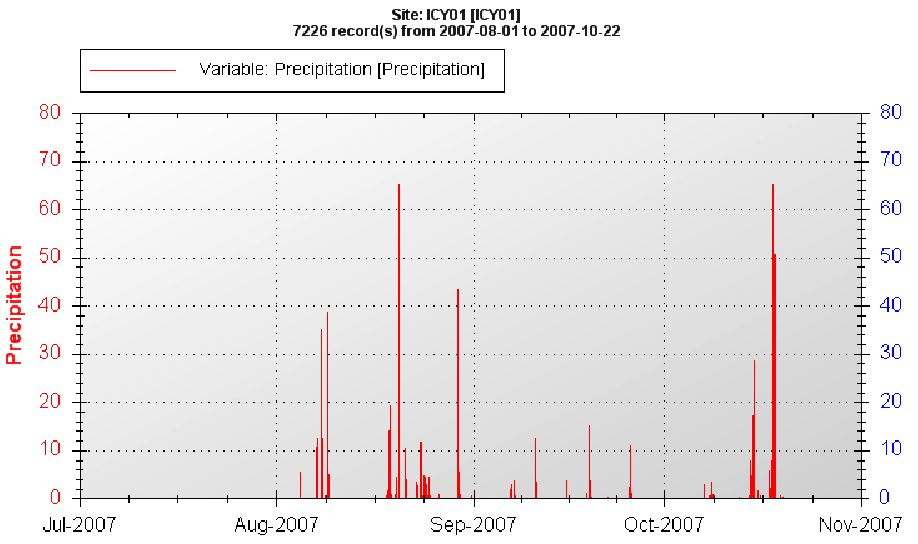 Site: ICY01 [ICY01]
7226 record(s) from 2007-08-01 to 2007-10-22
Variable: Precipitation [Precipitation]
80 80
70 70
60 60
50 50
40 40
30 30
20 20
10 10
0 0
Precipitation
Jul-2007 Aug-2007 Sep-2007 Oct-2007 Nov-2007